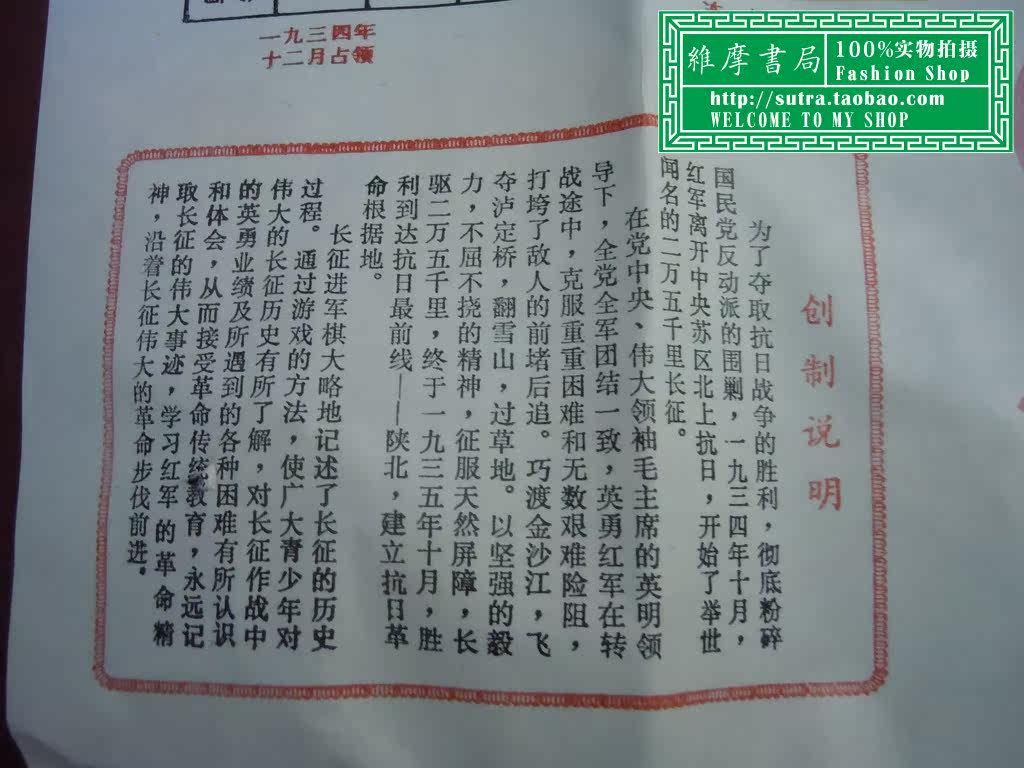 一九三四年
十二月占领
維摩書局
100%实物拍摄
Fashion Shop
http://sutra.taobao.com
WELCOME TO MY SHOP
创制说明
为了夺取抗日战争的胜利，彻底粉碎
国民党反动派的围剿，一九三四年十月，
红军离开中央苏区北上抗日，开始了举世
闻名的二万五千里长征。
在党中央、伟大领袖毛主席的英明领
导下，全党全军团结一致，英勇红军在转
战途中，克服重重困难和无数艰难险阻，
打垮了敌人的前堵后追。巧渡金沙江，飞
夺泸定桥，翻雪山，过草地。以坚强的毅
力，不屈不挠的精神，征服天然屏障，长
驱二万五千里，终于一九三五年十月，胜
利到达抗日最前线——陕北，建立抗日革
命根据地。
长征进军棋大略地记述了长征的历史
过程。通过游戏的方法，使广大青少年对
伟大的长征历史有所了解，对长征作战中
的英勇业绩及所遇到的各种困难有所认识
和体会，从而接受革命传统教育，永远记
取长征的伟大事迹，学习红军的革命精
神，沿着长征伟大的革命步伐前进。